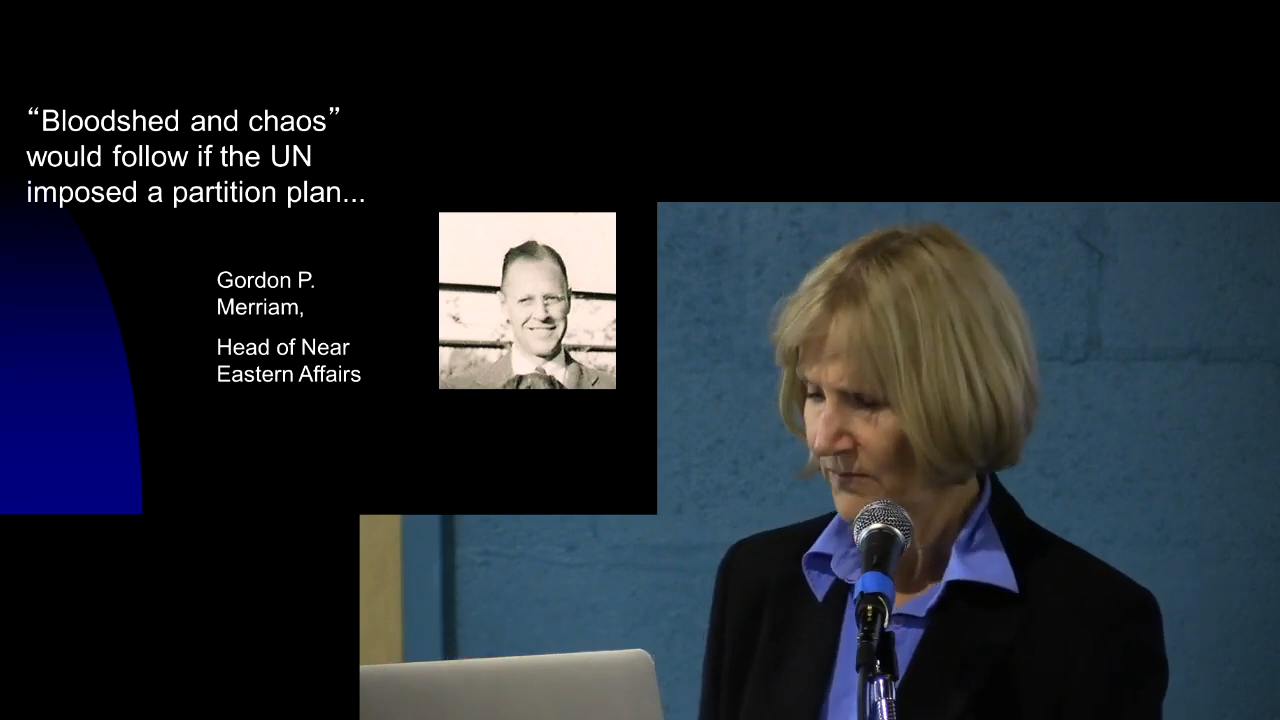 “Bloodshed and chaos”
would follow if the UN
imposed a partition plan...
Gordon P.
Merriam,
Head of Near
Eastern Affairs